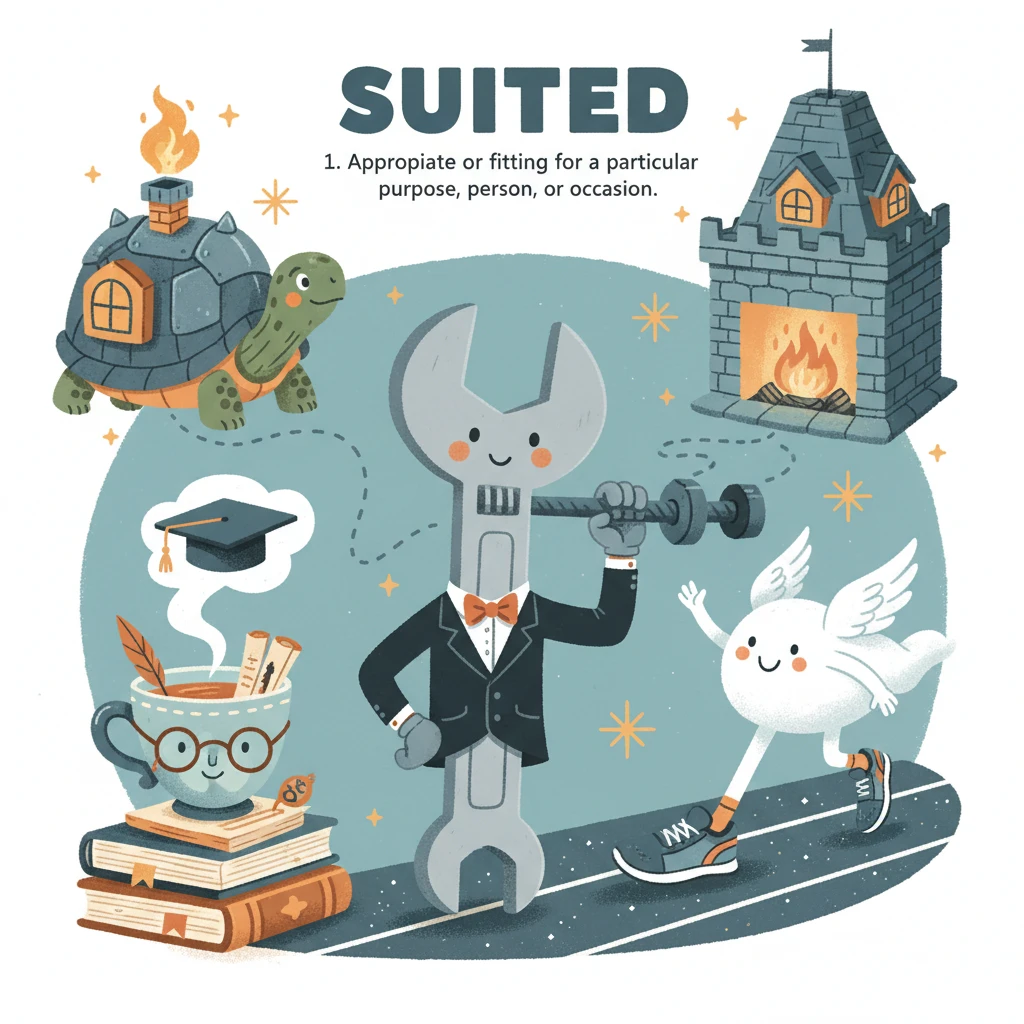 SUITED
1. Appropiate or fitting for a particular
purpose, person, or occasion.